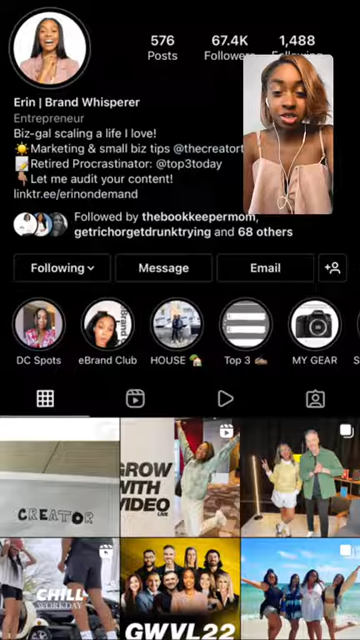 576
67.4K
1,488
Posts
Followers
Following
Erin | Brand Whisperer
Entrepreneur
Biz-gal scaling a life I love!
☀️Marketing & small biz tips
📝Retired Procrastinator: @top3today
👇🏽Let me audit your content!
linktr.ee/erinondemand
Followed by thebookkeepermom,
getrichorgetdrunktrying and 68 others
Following
Message
Email
DC Spots
eBrand Club
HOUSE 🏡
Top 3 ✍🏽
MY GEAR
CREATOR
GROW
WITH
VIDEO
LIVE
CHILL
WORKDAY
GWVL22